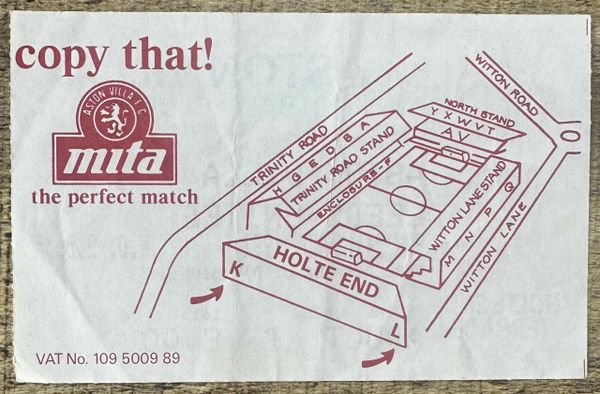 copy that!
ASTON VILLA F.C.
mita
the perfect match
TRINITY ROAD
H G E D B A
TRINITY ROAD STAND
ENCLOSURE-F
NORTH STAND
Y X W V T
A V
WITTON ROAD
WITTON LANE STAND
M N P Q
WITTON LANE
HOLTE END
K
L
VAT No. 109 5009 89